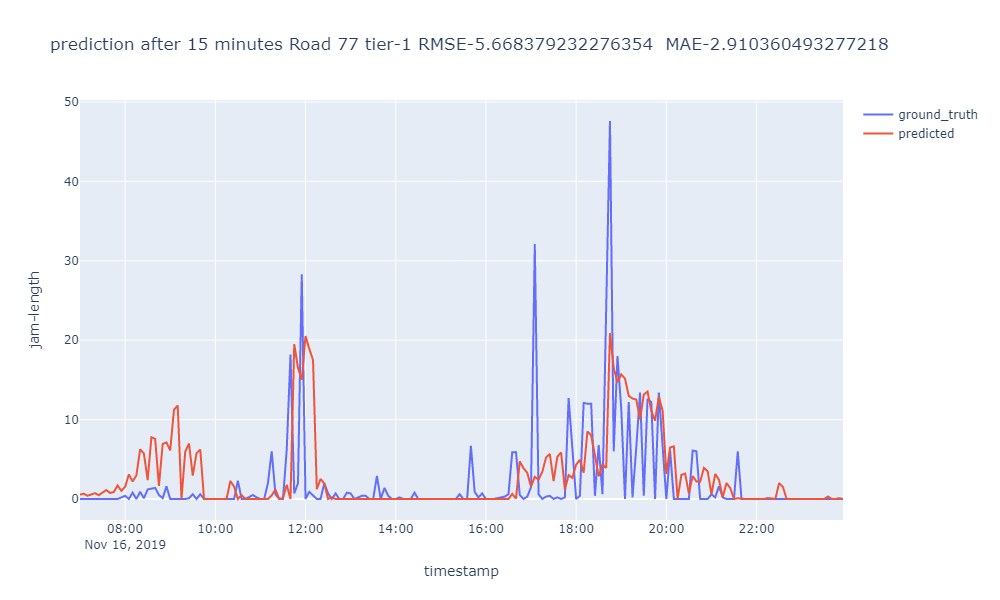 prediction after 15 minutes Road 77 tier-1 RMSE-5.668379232276354  MAE-2.910360493277218
ground_truth
predicted
50
40
30
20
10
0
jam-length
08:00 10:00 12:00 14:00 16:00 18:00 20:00 22:00
Nov 16, 2019
timestamp